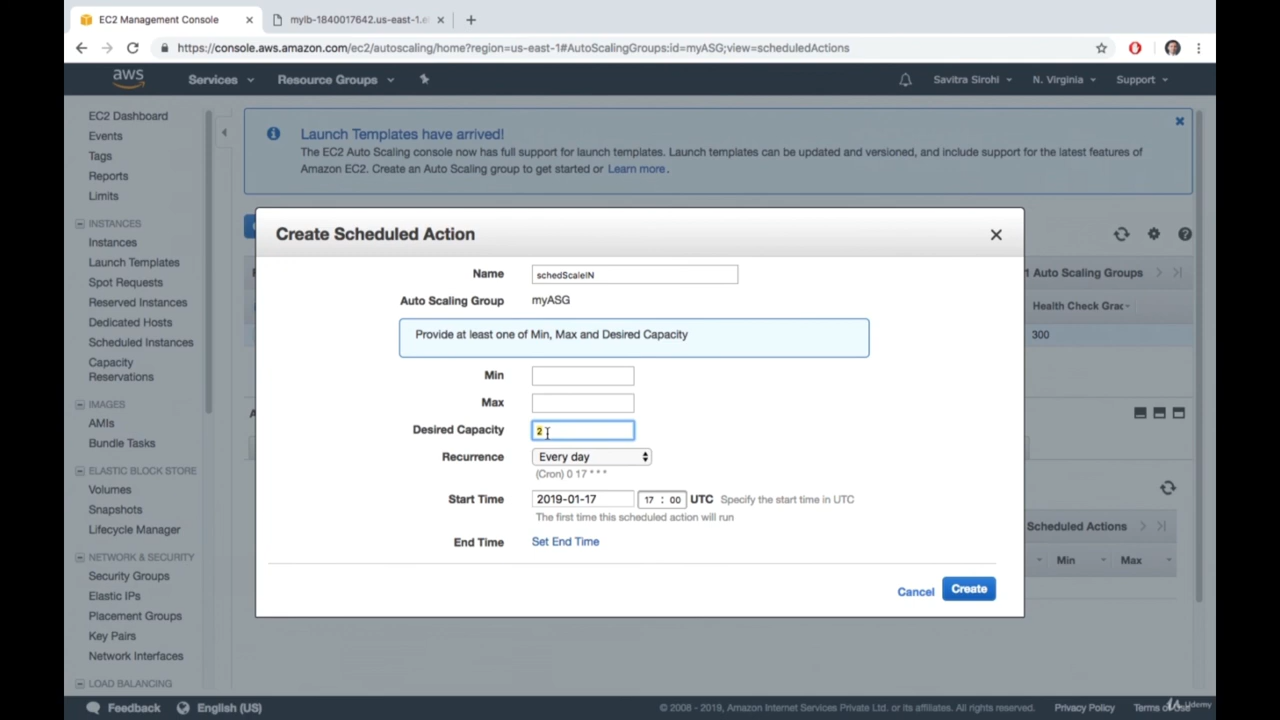 EC2 Management Console
mylb-1840017642.us-east-1.e
https://console.aws.amazon.com/ec2/autoscaling/home?region=us-east-1#AutoScalingGroups:id=myASG;view=scheduledActions
aws Services Resource Groups Savitra Sirohi N. Virginia Support
EC2 Dashboard
Events
Tags
Reports
Limits
INSTANCES
Instances
Launch Templates
Spot Requests
Reserved Instances
Dedicated Hosts
Scheduled Instances
Capacity
Reservations
IMAGES
AMIs
Bundle Tasks
ELASTIC BLOCK STORE
Volumes
Snapshots
Lifecycle Manager
NETWORK & SECURITY
Security Groups
Elastic IPs
Placement Groups
Key Pairs
Network Interfaces
LOAD BALANCING
Launch Templates have arrived!
The EC2 Auto Scaling console now has full support for launch templates. Launch templates can be updated and versioned, and include support for the latest features of
Amazon EC2. Create an Auto Scaling group to get started or Learn more.
1 Auto Scaling Groups
Health Check Grac
300
Scheduled Actions
Min Max
Create Scheduled Action
Name schedScaleIN
Auto Scaling Group myASG
Provide at least one of Min, Max and Desired Capacity
Min
Max
Desired Capacity 2
Recurrence Every day
(Cron) 0 17 * * *
Start Time 2019-01-17 17 : 00 UTC Specify the start time in UTC
The first time this scheduled action will run
End Time Set End Time
Cancel Create
Feedback English (US) © 2008 - 2019, Amazon Internet Services Private Ltd. or its affiliates. All rights reserved. Privacy Policy Terms of
Udemy